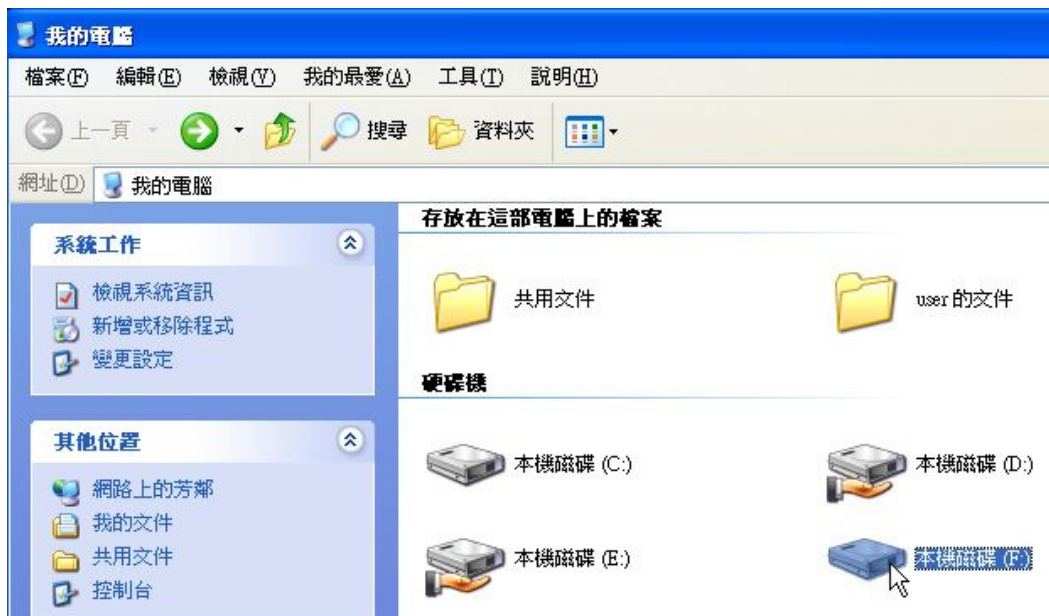 我的電腦
檔案(F) 編輯(E) 檢視(V) 我的最愛(A) 工具(T) 說明(H)
上一頁 搜尋 資料夾
網址(D) 我的電腦
系統工作
檢視系統資訊
新增或移除程式
變更設定
其他位置
網路上的芳鄰
我的文件
共用文件
控制台
存放在這部電腦上的檔案
共用文件 user 的文件
硬碟機
本機磁碟 (C:) 本機磁碟 (D:)
本機磁碟 (E:) 本機磁碟 (F:)